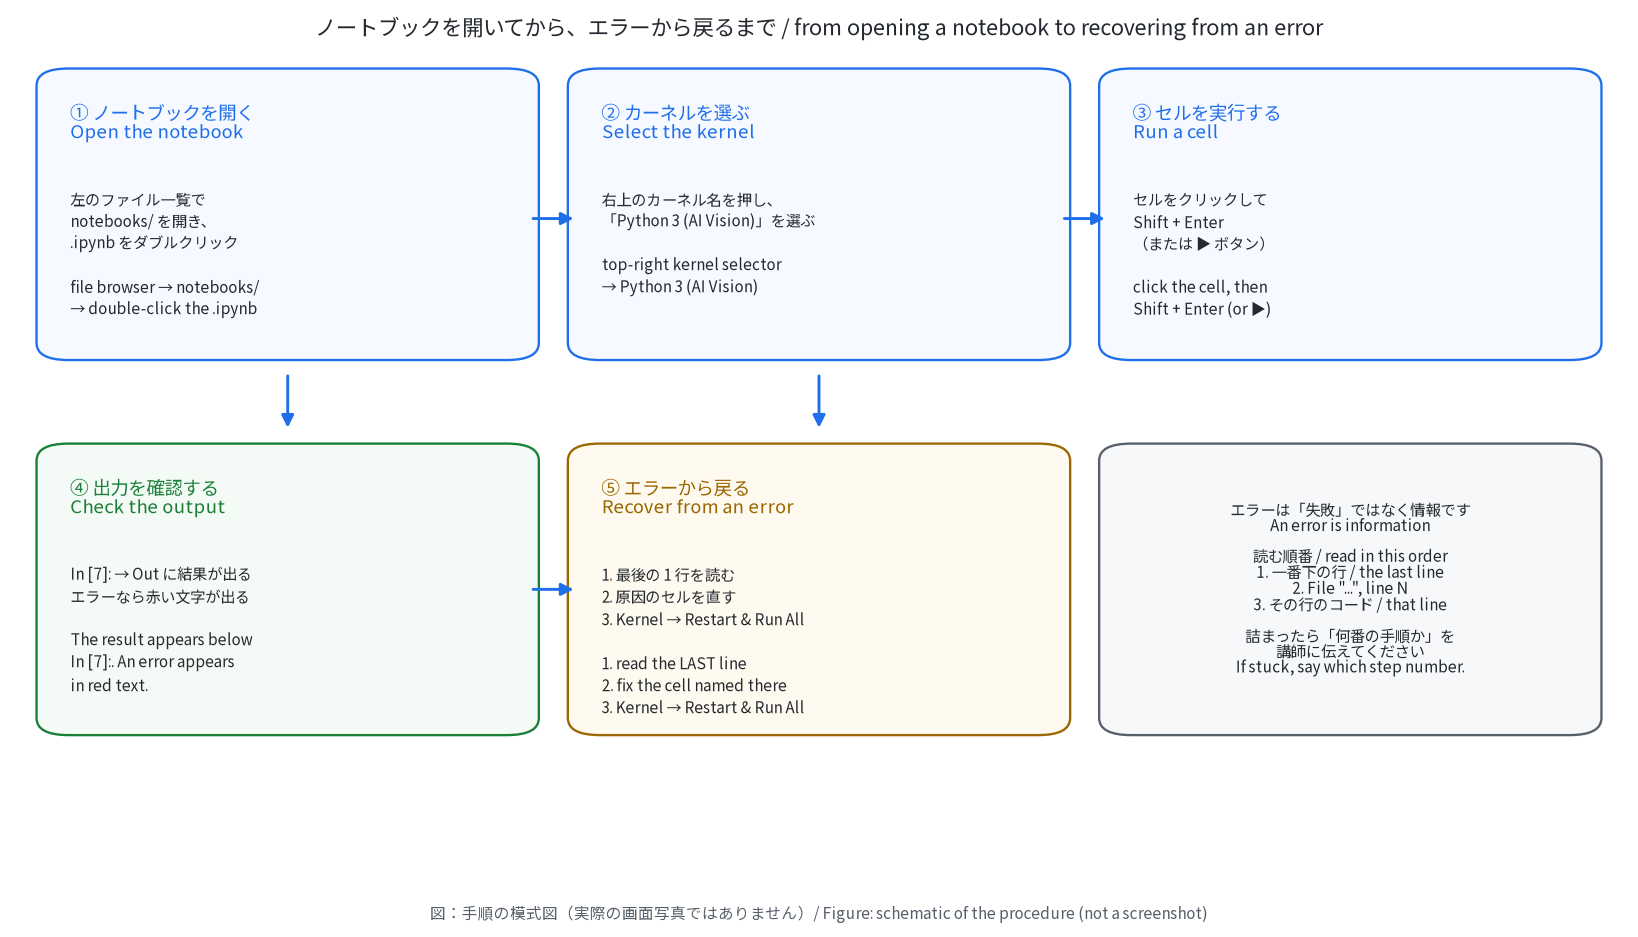 ノートブックを開いてから、エラーから戻るまで / from opening a notebook to recovering from an error
① ノートブックを開く
Open the notebook
左のファイル一覧で
notebooks/ を開き、
.ipynb をダブルクリック
file browser → notebooks/
→ double-click the .ipynb
② カーネルを選ぶ
Select the kernel
右上のカーネル名を押し、
「Python 3 (AI Vision)」を選ぶ
top-right kernel selector
→ Python 3 (AI Vision)
③ セルを実行する
Run a cell
セルをクリックして
Shift + Enter
（または ▶ ボタン）
click the cell, then
Shift + Enter (or ▶)
④ 出力を確認する
Check the output
In [7]: → Out に結果が出る
エラーなら赤い文字が出る
The result appears below
In [7]:. An error appears
in red text.
⑤ エラーから戻る
Recover from an error
1. 最後の 1 行を読む
2. 原因のセルを直す
3. Kernel → Restart & Run All
1. read the LAST line
2. fix the cell named there
3. Kernel → Restart & Run All
エラーは「失敗」ではなく情報です
An error is information
読む順番 / read in this order
1. 一番下の行 / the last line
2. File "...", line N
3. その行のコード / that line
詰まったら「何番の手順か」を
講師に伝えてください
If stuck, say which step number.
図：手順の模式図（実際の画面写真ではありません）/ Figure: schematic of the procedure (not a screenshot)